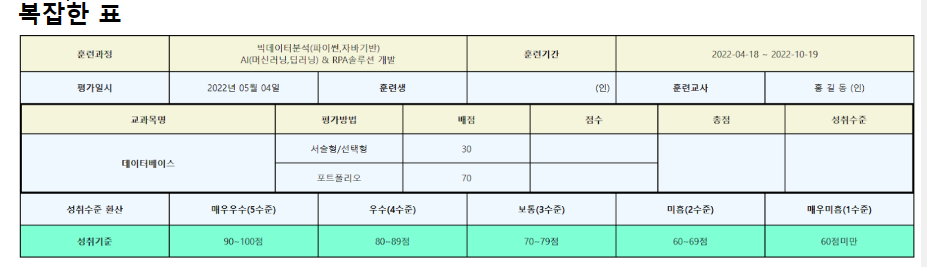 복잡한 표
훈련과정 빅데이터분석(파이썬,자바기반) 훈련기간 2022-04-18 ~ 2022-10-19
AI(머신러닝,딥러닝) & RPA솔루션 개발
평가일시 2022년 05월 04일 훈련생 (인) 훈련교사 홍 길 동 (인)
교과목명 평가방법 배점 점수 총점 성취수준
데이터베이스 서술형/선택형 30
포트폴리오 70
성취수준 환산 매우우수(5수준) 우수(4수준) 보통(3수준) 미흡(2수준) 매우미흡(1수준)
성취기준 90~100점 80~89점 70~79점 60~69점 60점미만